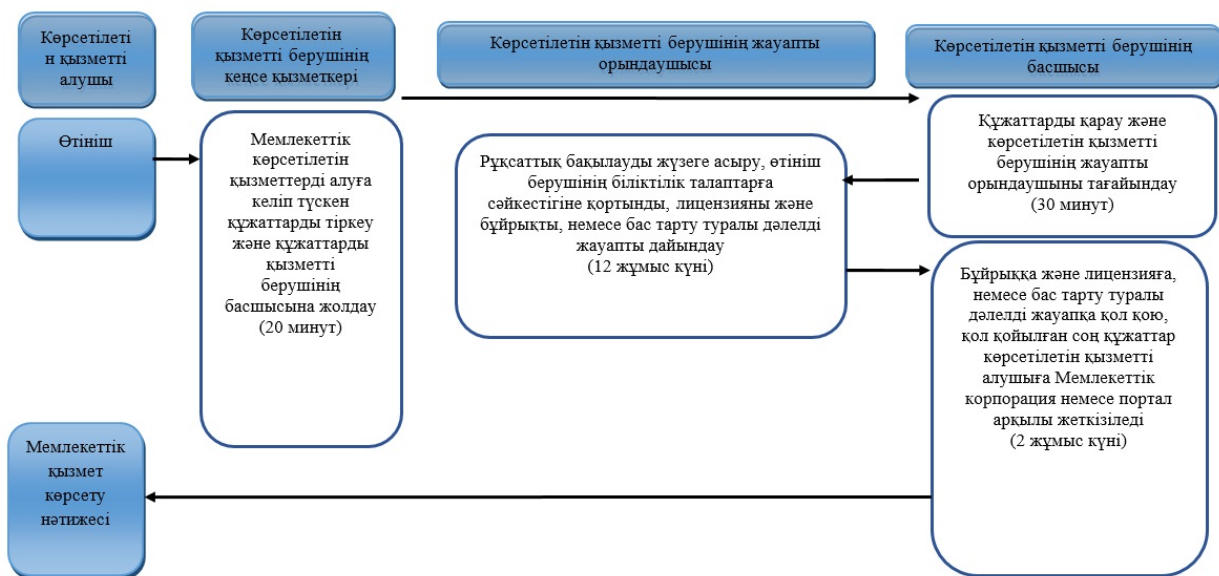 Көрсетілеті
н қызметті
алушы
Көрсетілетін
қызметті берушінің
кеңсе қызметкері
Көрсетілетін қызметті берушінің жауапты
орындаушысы
Көрсетілетін қызметті берушінің
басшысы
Өтініш
Мемлекеттік
көрсетілетін
қызметтерді алуға
келіп түскен
құжаттарды тіркеу
және құжаттарды
қызметті
берушінің
басшысына жолдау
(20 минут)
Рұқсаттық бақылауды жүзеге асыру, өтініш
берушінің біліктілік талаптарға
сәйкестігіне қортынды, лицензияны және
бұйрықты, немесе бас тарту туралы дәлелді
жауапты дайындау
(12 жұмыс күні)
Құжаттарды қарау және
көрсетілетін қызметті
берушінің жауапты
орындаушыны тағайындау
(30 минут)
Бұйрыққа және лицензияға,
немесе бас тарту туралы
дәлелді жауапқа қол қою,
қол қойылған соң құжаттар
көрсетілетін қызметті
алушыға Мемлекеттік
корпорация немесе портал
арқылы жеткізіледі
(2 жұмыс күні)
Мемлекеттік
қызмет
көрсету
нәтижесі